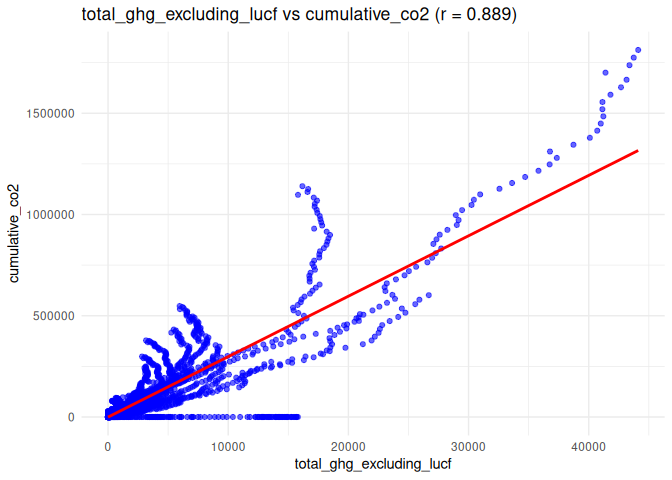 total_ghg_excluding_lucf vs cumulative_co2 (r = 0.889)
cumulative_co2
1500000
1000000
500000
0
0 10000 20000 30000 40000
total_ghg_excluding_lucf